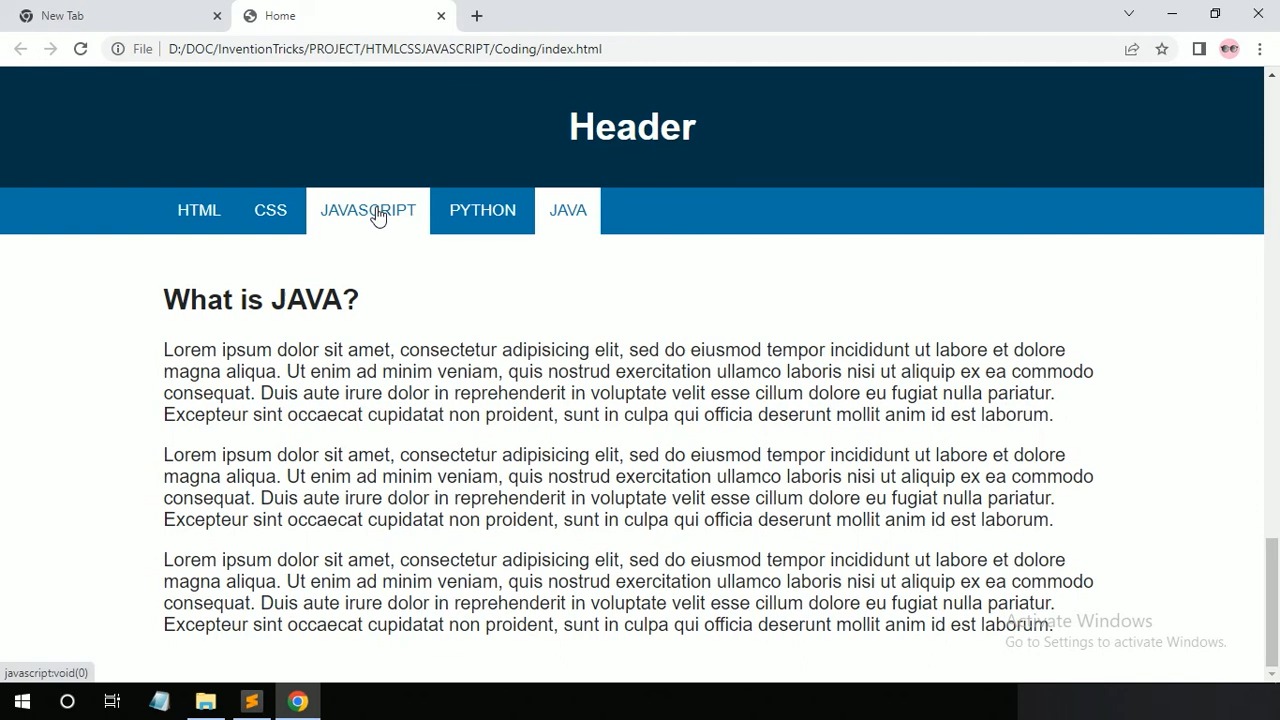 New Tab
Home
File
D:/DOC/InventionTricks/PROJECT/HTMLCSSJAVASCRIPT/Coding/index.html
Header
HTML CSS JAVASCRIPT PYTHON JAVA
What is JAVA?
Lorem ipsum dolor sit amet, consectetur adipisicing elit, sed do eiusmod tempor incididunt ut labore et dolore
magna aliqua. Ut enim ad minim veniam, quis nostrud exercitation ullamco laboris nisi ut aliquip ex ea commodo
consequat. Duis aute irure dolor in reprehenderit in voluptate velit esse cillum dolore eu fugiat nulla pariatur.
Excepteur sint occaecat cupidatat non proident, sunt in culpa qui officia deserunt mollit anim id est laborum.
Lorem ipsum dolor sit amet, consectetur adipisicing elit, sed do eiusmod tempor incididunt ut labore et dolore
magna aliqua. Ut enim ad minim veniam, quis nostrud exercitation ullamco laboris nisi ut aliquip ex ea commodo
consequat. Duis aute irure dolor in reprehenderit in voluptate velit esse cillum dolore eu fugiat nulla pariatur.
Excepteur sint occaecat cupidatat non proident, sunt in culpa qui officia deserunt mollit anim id est laborum.
Lorem ipsum dolor sit amet, consectetur adipisicing elit, sed do eiusmod tempor incididunt ut labore et dolore
magna aliqua. Ut enim ad minim veniam, quis nostrud exercitation ullamco laboris nisi ut aliquip ex ea commodo
consequat. Duis aute irure dolor in reprehenderit in voluptate velit esse cillum dolore eu fugiat nulla pariatur.
Excepteur sint occaecat cupidatat non proident, sunt in culpa qui officia deserunt mollit anim id est laborum.
Activate Windows
Go to Settings to activate Windows.
javascript:void(0)